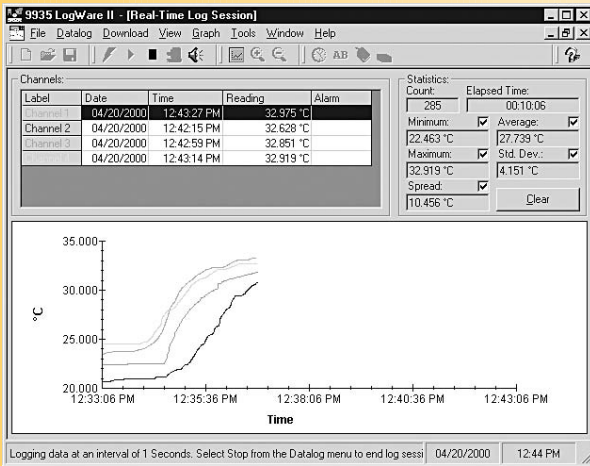 9935 LogWare II - [Real-Time Log Session]
File Datalog Download View Graph Tools Window Help
AB
Channels:
Label Date Time Reading Alarm
Channel 1 04/20/2000 12:43:27 PM 32.975 °C
Channel 2 04/20/2000 12:42:15 PM 32.628 °C
Channel 3 04/20/2000 12:42:59 PM 32.851 °C
04/20/2000 12:43:14 PM 32.919 °C
Statistics:
Count: Elapsed Time:
285 00:10:06
Minimum: Average:
22.463 °C 27.739 °C
Maximum: Std. Dev.:
32.919 °C 4.151 °C
Spread:
10.456 °C Clear
35.000
30.000
°C
25.000
20.000
12:33:06 PM 12:35:36 PM 12:38:06 PM 12:40:36 PM 12:43:06 PM
Time
Logging data at an interval of 1 Seconds. Select Stop from the Datalog menu to end log sessi 04/20/2000 12:44 PM